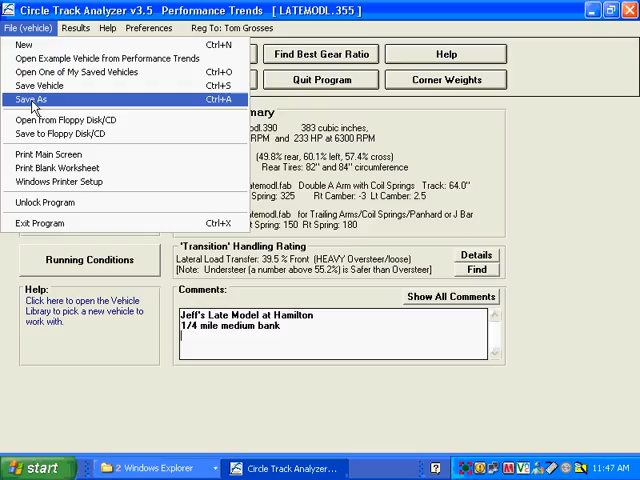 Circle Track Analyzer v3.5   Performance Trends   [ LATEMODL.355 ]
File (vehicle)   Results   Help   Preferences   Reg To: Tom Grosses
New   Ctrl+N
Open Example Vehicle from Performance Trends
Open One of My Saved Vehicles   Ctrl+O
Save Vehicle   Ctrl+S
Save As   Ctrl+A
Open from Floppy Disk/CD
Save to Floppy Disk/CD
Print Main Screen
Print Blank Worksheet
Windows Printer Setup
Unlock Program
Exit Program   Ctrl+X
Find Best Gear Ratio   Help
Quit Program   Corner Weights
mary
modl.390   383 cubic inches,
RPM   and   233 HP at 6300 RPM
(49.8% rear, 60.1% left, 57.4% cross)
Rear Tires: 82" and 84" circumference
atemodl.fab   Double A Arm with Coil Springs   Track: 64.0"
Spring: 325   Rt Camber: -3   Lt Camber: 2.5
modl.fab   for Trailing Arms/Coil Springs/Panhard or J Bar
t Spring: 150   Rt Spring: 180
Running Conditions
'Transition' Handling Rating
Lateral Load Transfer: 39.5 % Front   (HEAVY Oversteer/loose)
[Note:  Understeer (a number above 55.2%) is Safer than Oversteer]
Details
Find
Help:
Click here to open the Vehicle
Library to pick a new vehicle to
work with.
Comments:
Show All Comments
Jeff's Late Model at Hamilton
1/4 mile medium bank
start   2 Windows Explorer   Circle Track Analyzer...   11:47 AM